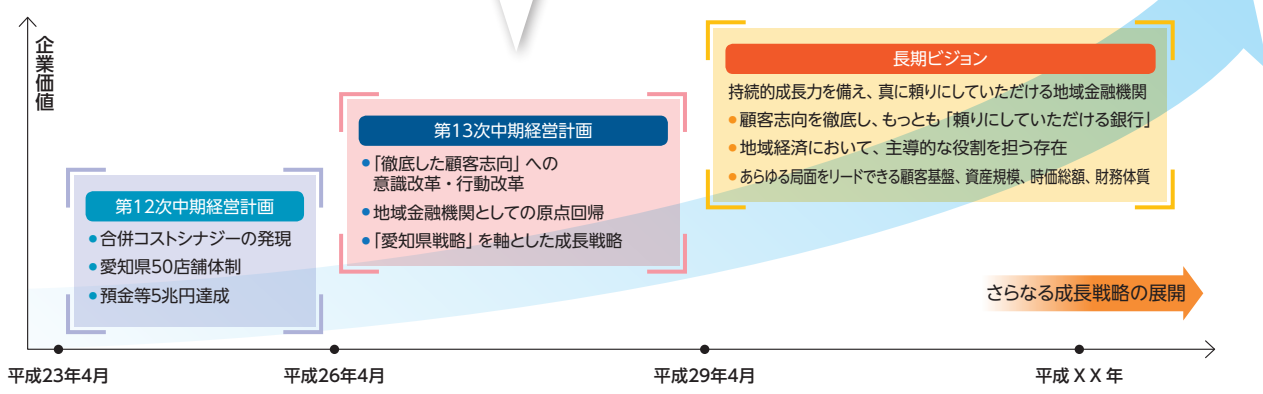 企業価値
第12次中期経営計画
●合併コストシナジーの発現
●愛知県50店舗体制
●預金等5兆円達成
第13次中期経営計画
●「徹底した顧客志向」への
意識改革・行動改革
●地域金融機関としての原点回帰
●「愛知県戦略」を軸とした成長戦略
長期ビジョン
持続的成長力を備え、真に頼りにしていただける地域金融機関
●顧客志向を徹底し、もっとも「頼りにしていただける銀行」
●地域経済において、主導的な役割を担う存在
●あらゆる局面をリードできる顧客基盤、資産規模、時価総額、財務体質
さらなる成長戦略の展開
平成23年4月
平成26年4月
平成29年4月
平成XX年